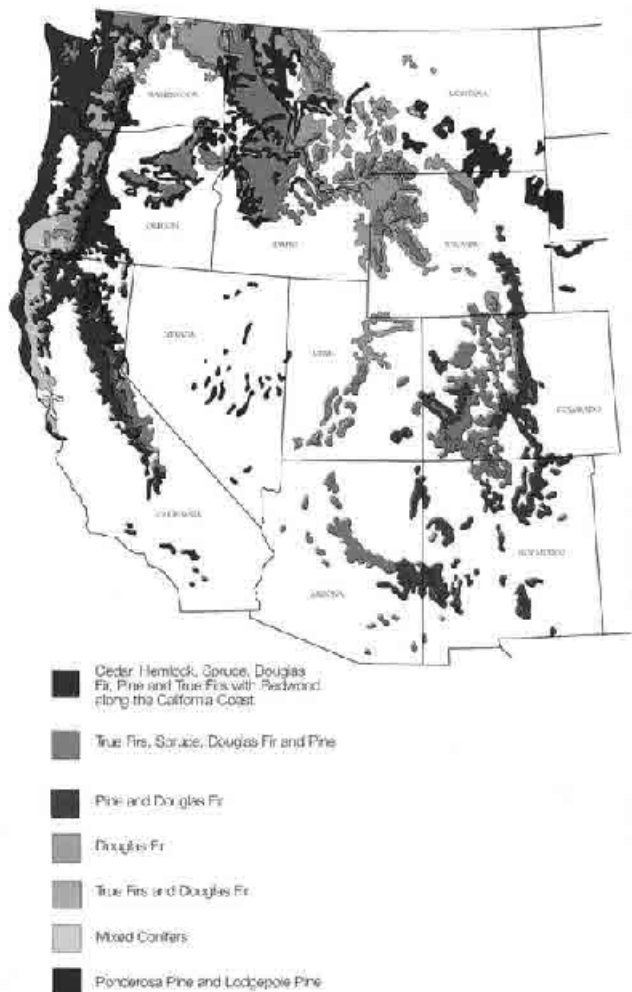 WASHINGTON
MONTANA
OREGON
IDAHO
WYOMING
NEVADA
UTAH
COLORADO
CALIFORNIA
ARIZONA
NEW MEXICO
Cedar, Hemlock, Spruce, Douglas
Fir, Pine and True Firs with Redwood
along the California Coast
True Firs, Spruce, Douglas Fir and Pine
Pine and Douglas Fir
Douglas Fir
True Firs and Douglas Fir
Mixed Conifers
Ponderosa Pine and Lodgepole Pine